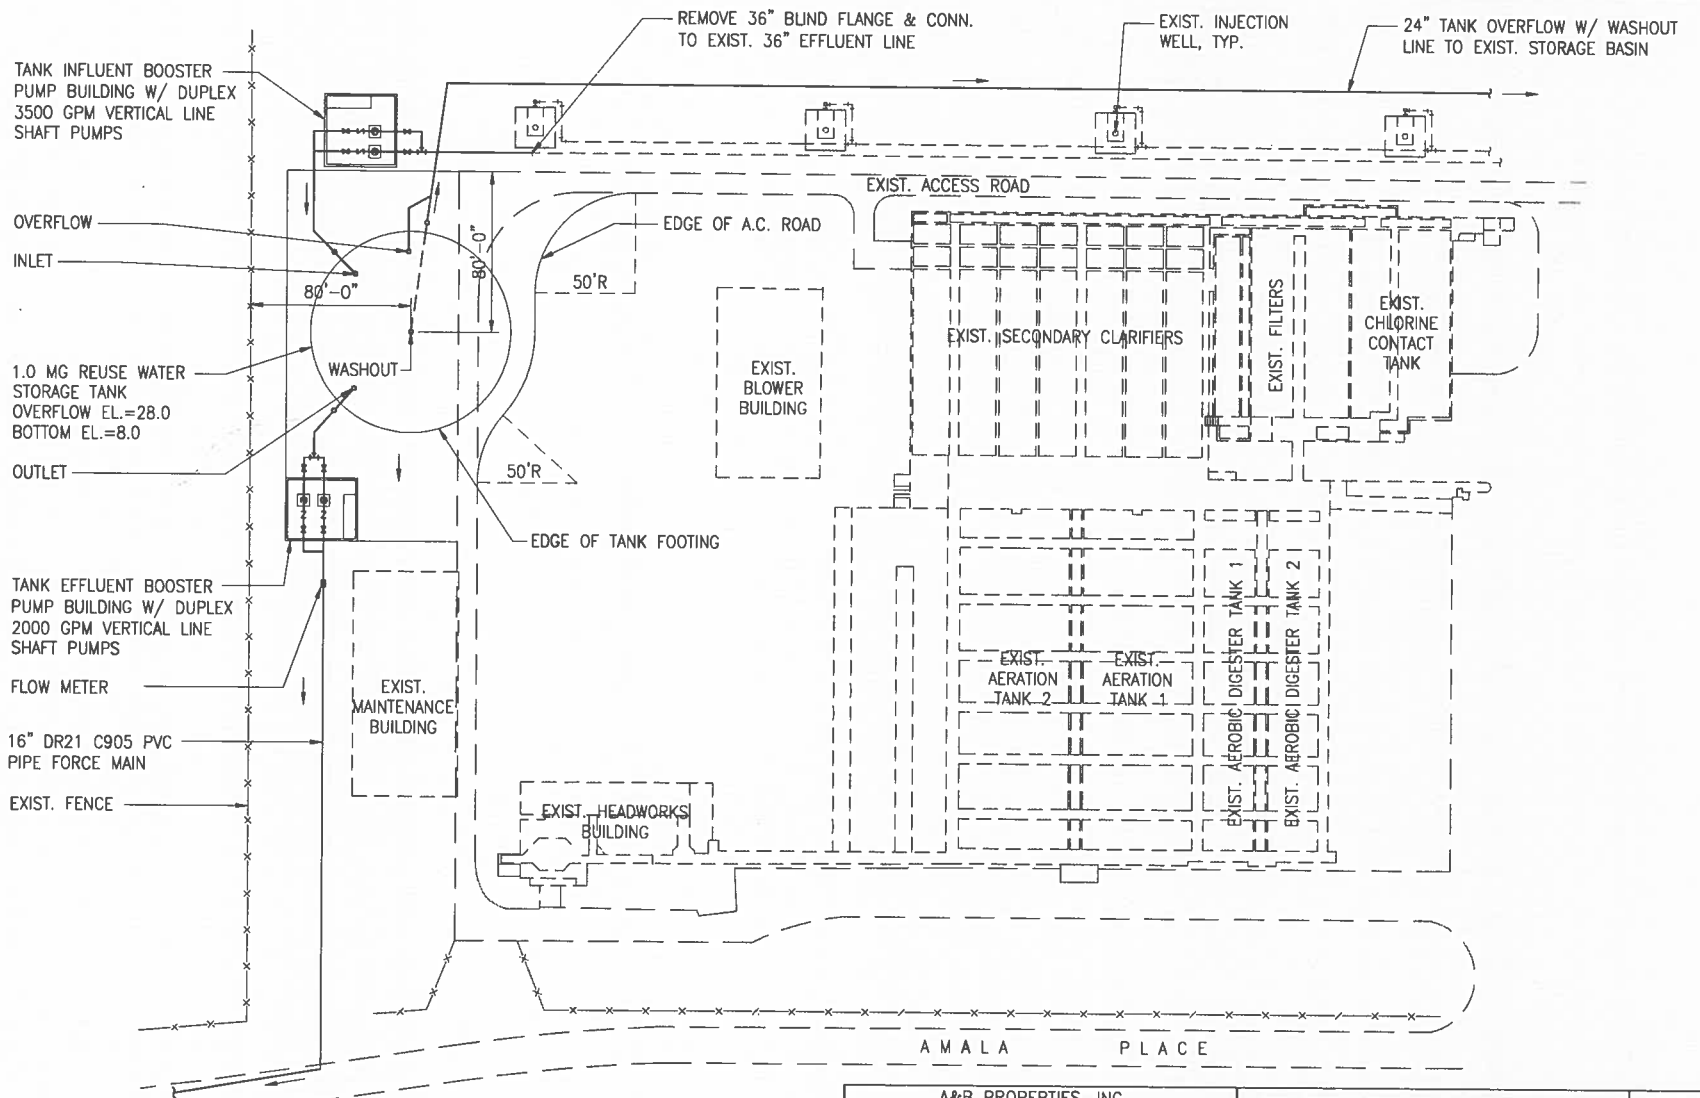 REMOVE 36" BLIND FLANGE & CONN.
TO EXIST. 36" EFFLUENT LINE
EXIST. INJECTION
WELL, TYP.
24" TANK OVERFLOW W/ WASHOUT
LINE TO EXIST. STORAGE BASIN
TANK INFLUENT BOOSTER
PUMP BUILDING W/ DUPLEX
3500 GPM VERTICAL LINE
SHAFT PUMPS
EXIST. ACCESS ROAD
OVERFLOW
EDGE OF A.C. ROAD
INLET
80'-0"
80'-0"
50'R
EXIST. SECONDARY CLARIFIERS
EXIST. FILTERS
EXIST.
CHLORINE
CONTACT
TANK
1.0 MG REUSE WATER
STORAGE TANK
OVERFLOW EL.=28.0
BOTTOM EL.=8.0
WASHOUT
EXIST.
BLOWER
BUILDING
OUTLET
50'R
EDGE OF TANK FOOTING
TANK EFFLUENT BOOSTER
PUMP BUILDING W/ DUPLEX
2000 GPM VERTICAL LINE
SHAFT PUMPS
FLOW METER
EXIST.
MAINTENANCE
BUILDING
EXIST.
AERATION
TANK 2
EXIST.
AERATION
TANK 1
EXIST. AEROBIC DIGESTER TANK 1
EXIST. AEROBIC DIGESTER TANK 2
16" DR21 C905 PVC
PIPE FORCE MAIN
EXIST. FENCE
EXIST. HEADWORKS
BUILDING
AMALA PLACE
A&B PROPERTIES, INC.